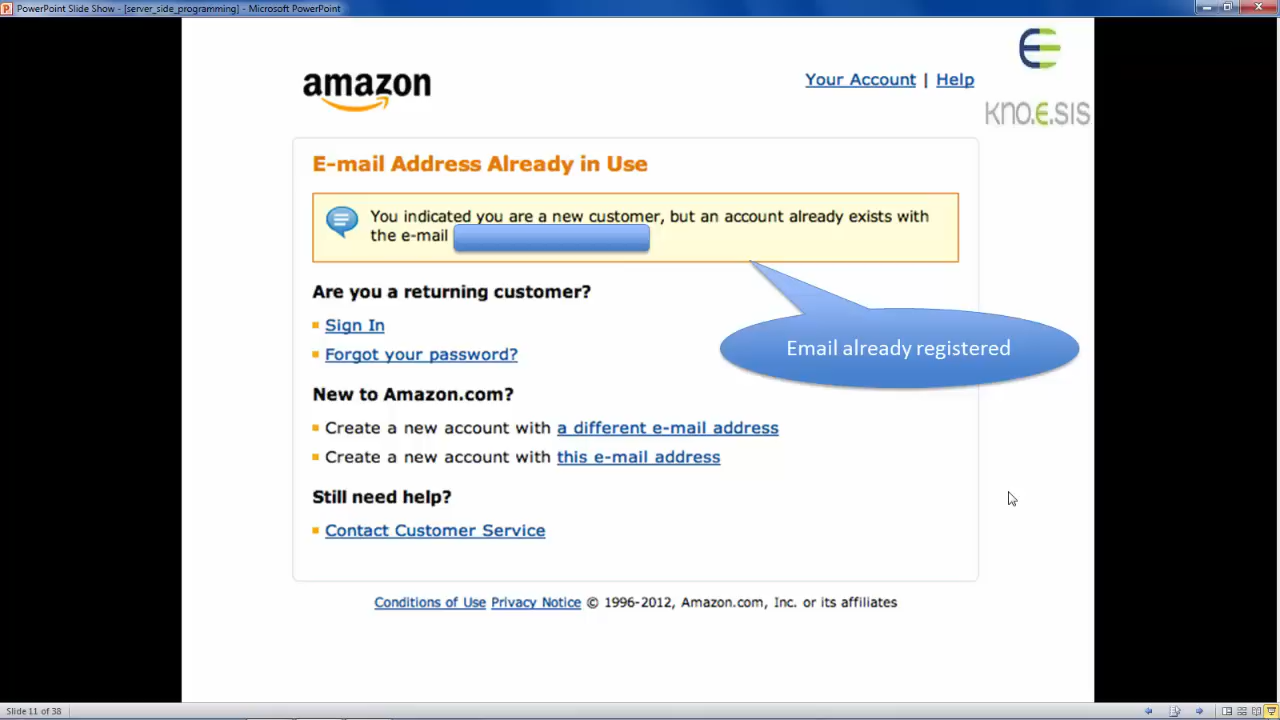 PowerPoint Slide Show - [server_side_programming] - Microsoft PowerPoint
amazon
Your Account | Help
KNO.E.SIS
E-mail Address Already in Use
You indicated you are a new customer, but an account already exists with
the e-mail
Are you a returning customer?
Sign In
Forgot your password?
Email already registered
New to Amazon.com?
Create a new account with a different e-mail address
Create a new account with this e-mail address
Still need help?
Contact Customer Service
Conditions of Use Privacy Notice © 1996-2012, Amazon.com, Inc. or its affiliates
Slide 11 of 38